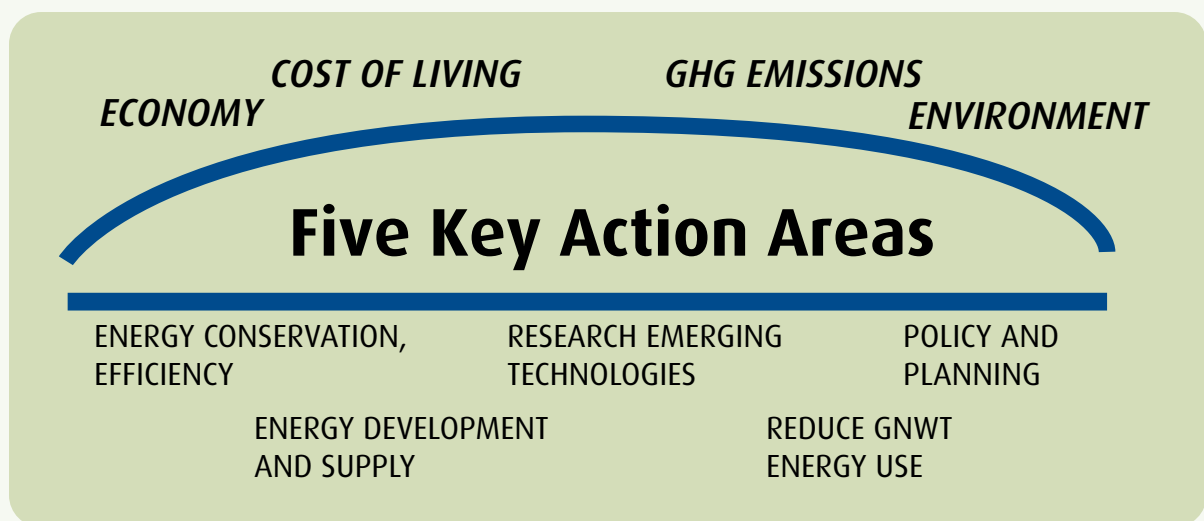 COST OF LIVING
GHG EMISSIONS
ECONOMY
ENVIRONMENT
Five Key Action Areas
ENERGY CONSERVATION,
EFFICIENCY
RESEARCH EMERGING
TECHNOLOGIES
POLICY AND
PLANNING
ENERGY DEVELOPMENT
AND SUPPLY
REDUCE GNWT
ENERGY USE